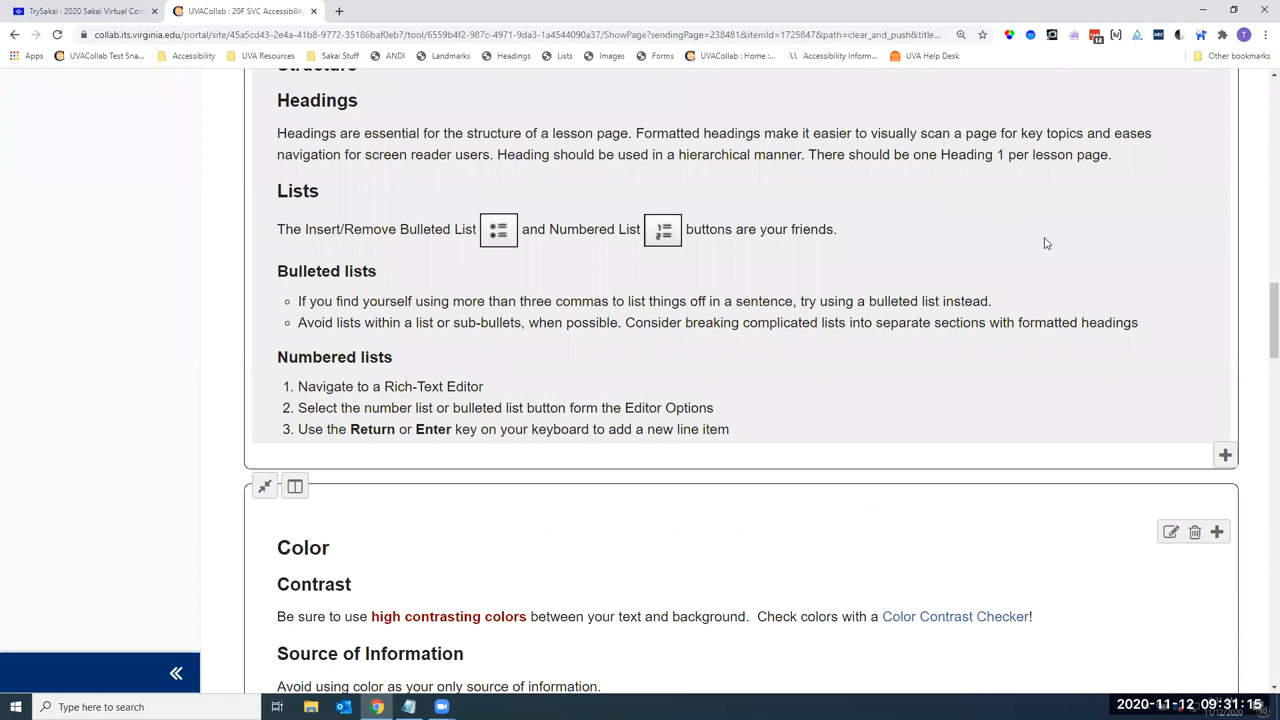 TrySakai : 2020 Sakai Virtual Con
UVACollab : 20F SVC Accessibility
collab.its.virginia.edu/portal/site/45a5cd43-2e4a-41b8-9772-35186baf0e17/tool/6559b4f2-987c-4971-9da3-1a4544090a37/ShowPage?sendingPage=238481&itemId=1725847&path=clear_and_push&title...
14
ABC
T
Apps
UVACollab Test Sna...
Accessibility
UVA Resources
Sakai Stuff
ANDI
Landmarks
Headings
Lists
Images
Forms
UVACollab : Home :...
Accessibility Inform...
UVA Help Desk
Other bookmarks
Structure
Headings
Headings are essential for the structure of a lesson page. Formatted headings make it easier to visually scan a page for key topics and eases
navigation for screen reader users. Heading should be used in a hierarchical manner. There should be one Heading 1 per lesson page.
Lists
The Insert/Remove Bulleted List and Numbered List buttons are your friends.
Bulleted lists
If you find yourself using more than three commas to list things off in a sentence, try using a bulleted list instead.
Avoid lists within a list or sub-bullets, when possible. Consider breaking complicated lists into separate sections with formatted headings
Numbered lists
1. Navigate to a Rich-Text Editor
2. Select the number list or bulleted list button form the Editor Options
3. Use the Return or Enter key on your keyboard to add a new line item
Color
Contrast
Be sure to use high contrasting colors between your text and background. Check colors with a Color Contrast Checker!
Source of Information
Avoid using color as your only source of information.
Type here to search
2020-11-12 09:31:15